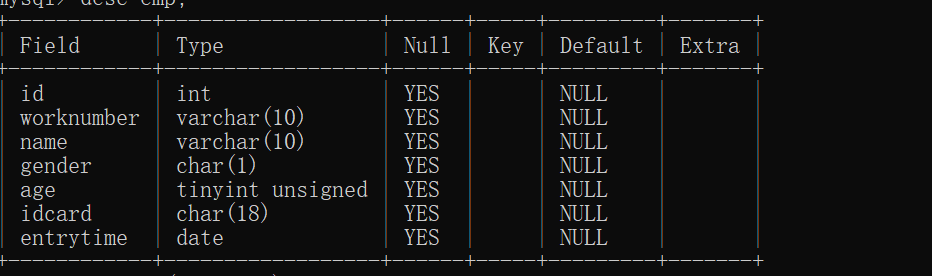 mysql> desc emp;
+------------+------------------+------+-----+---------+-------+
| Field | Type | Null | Key | Default | Extra |
+------------+------------------+------+-----+---------+-------+
| id | int | YES | | NULL | |
| worknumber | varchar(10) | YES | | NULL | |
| name | varchar(10) | YES | | NULL | |
| gender | char(1) | YES | | NULL | |
| age | tinyint unsigned | YES | | NULL | |
| idcard | char(18) | YES | | NULL | |
| entrytime | date | YES | | NULL | |
+------------+------------------+------+-----+---------+-------+